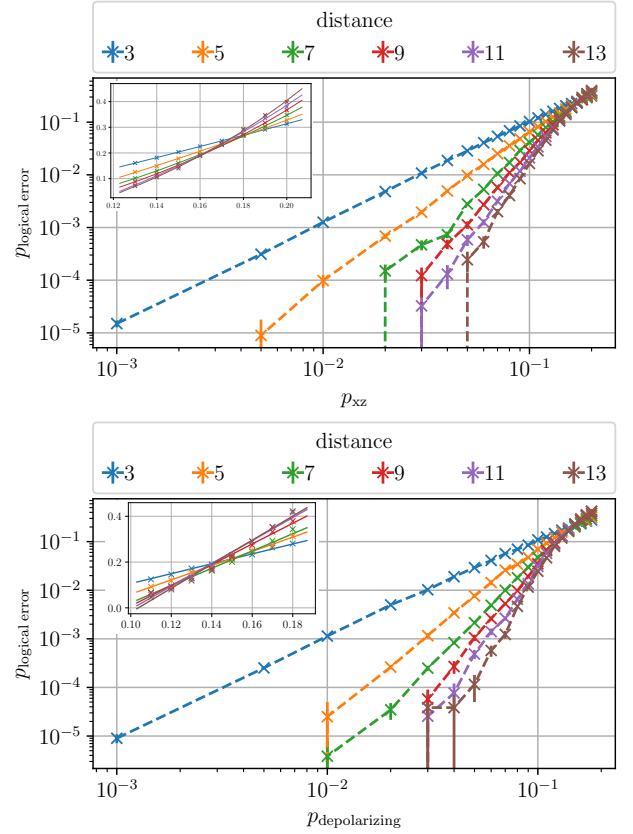 distance
3 5 7 9 11 13
10⁻¹
10⁻²
10⁻³
10⁻⁴
10⁻⁵
p_logical error
0.4
0.3
0.2
0.1
0.12 0.14 0.16 0.18 0.20
10⁻³ 10⁻² 10⁻¹
p_xz
distance
3 5 7 9 11 13
10⁻¹
10⁻²
10⁻³
10⁻⁴
10⁻⁵
p_logical error
0.4
0.2
0.0
0.10 0.12 0.14 0.16 0.18
10⁻³ 10⁻² 10⁻¹
p_depolarizing